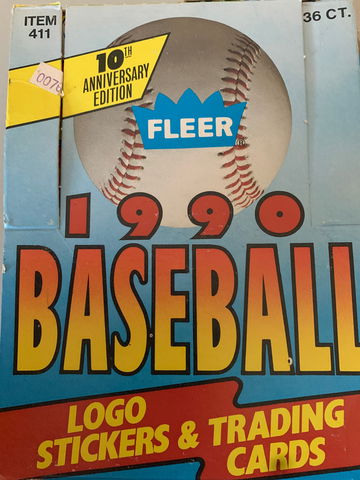 ITEM
411
36 CT.
10TH
ANNIVERSARY
EDITION
FLEER
1990
BASEBALL
LOGO
STICKERS & TRADING
CARDS